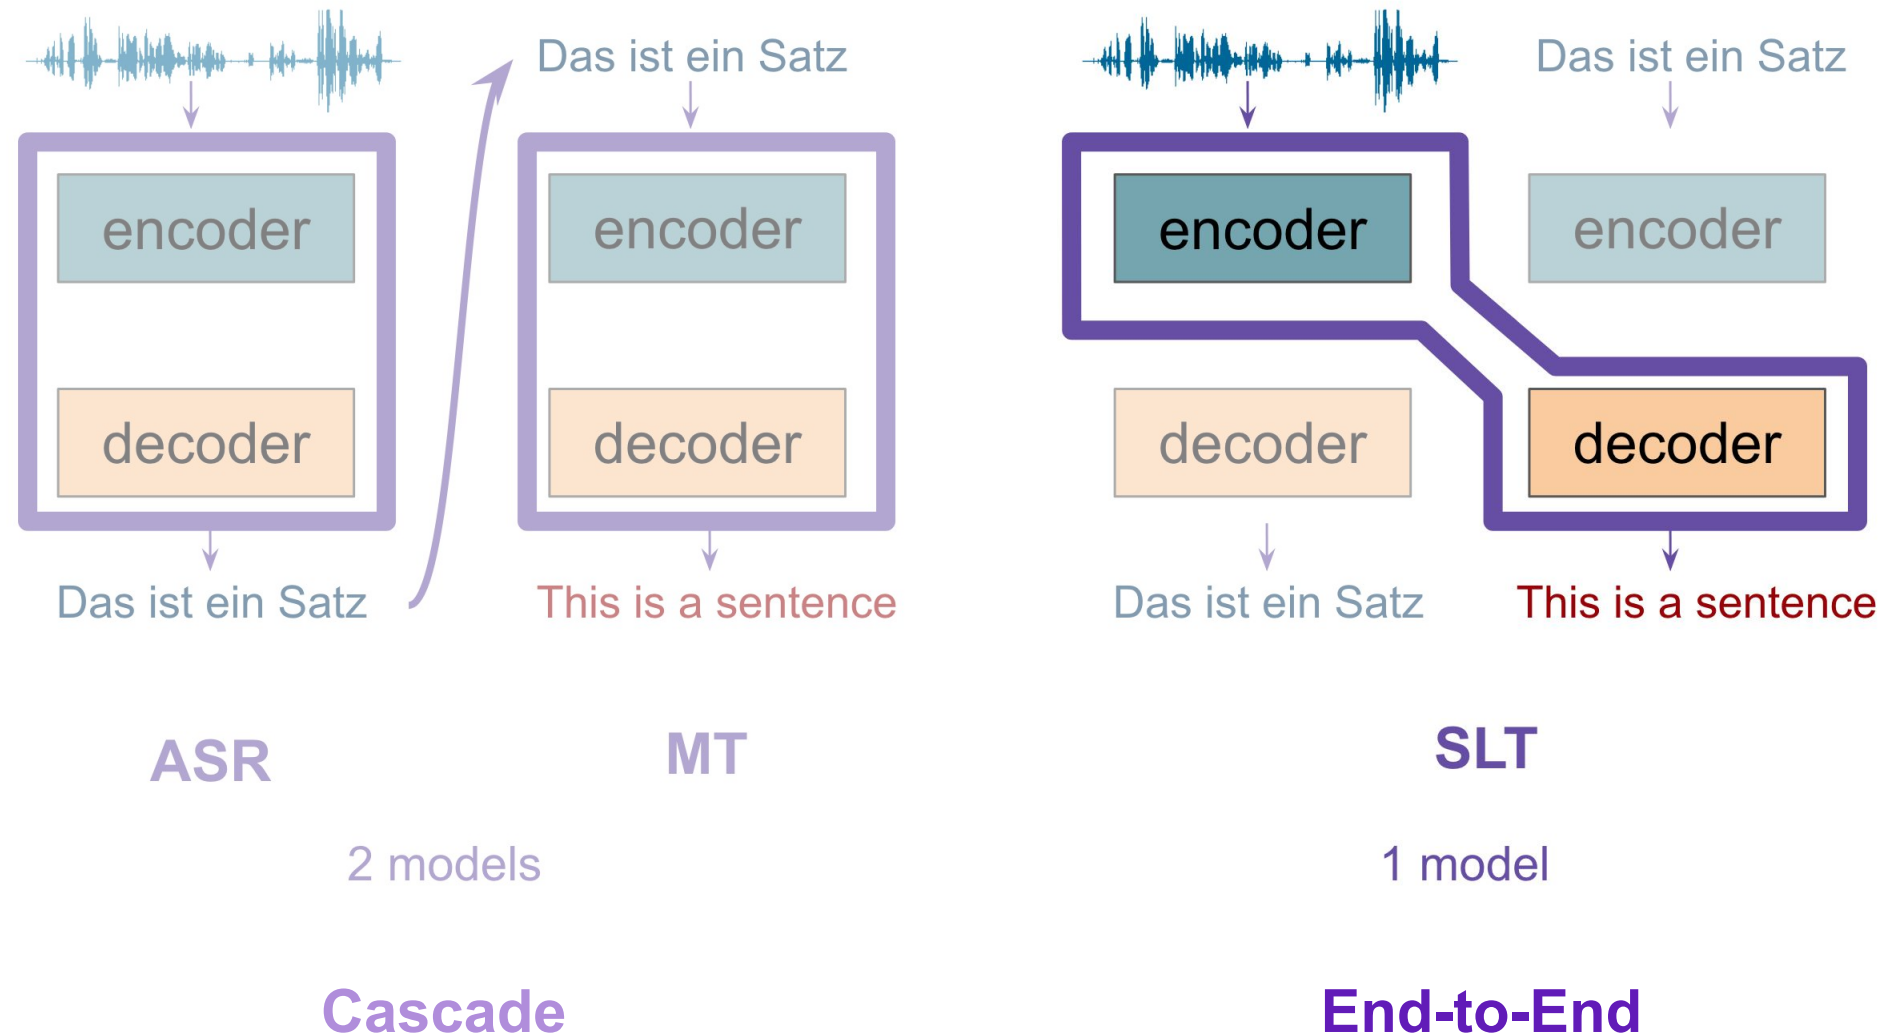 Das ist ein Satz
encoder
decoder
Das ist ein Satz
encoder
decoder
This is a sentence
ASR
MT
2 models
Cascade
Das ist ein Satz
encoder
encoder
decoder
decoder
Das ist ein Satz
This is a sentence
SLT
1 model
End-to-End